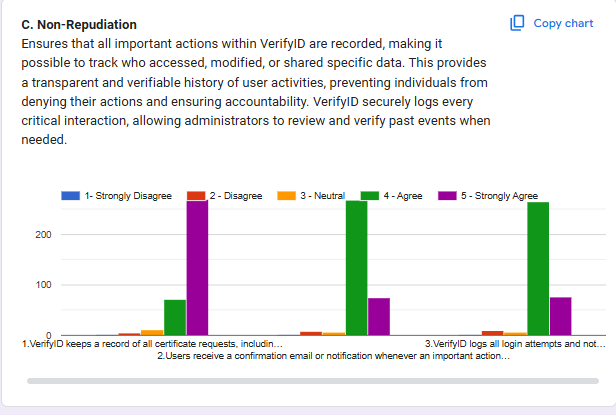 C. Non-Repudiation
Copy chart
Ensures that all important actions within VerifyID are recorded, making it
possible to track who accessed, modified, or shared specific data. This provides
a transparent and verifiable history of user activities, preventing individuals from
denying their actions and ensuring accountability. VerifyID securely logs every
critical interaction, allowing administrators to review and verify past events when
needed.
1- Strongly Disagree
2 - Disagree
3 - Neutral
4 - Agree
5 - Strongly Agree
200
100
0
1.VerifyID keeps a record of all certificate requests, includin…
3.VerifyID logs all login attempts and not…
2.Users receive a confirmation email or notification whenever an important action…